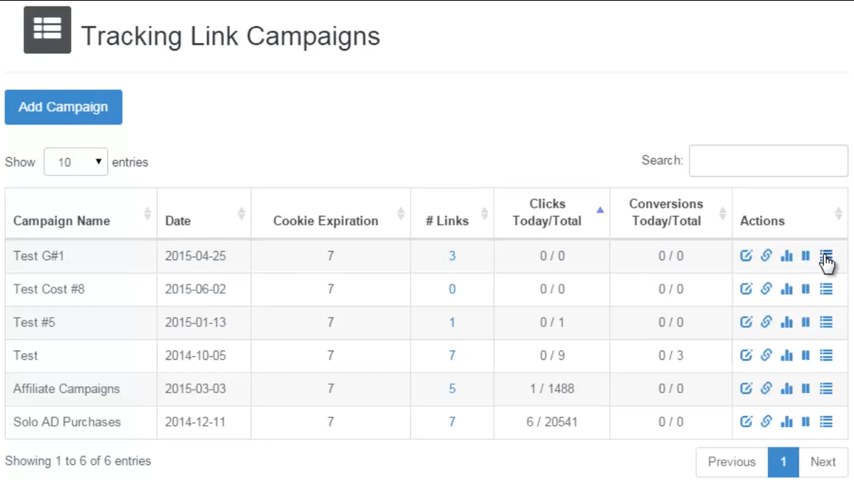 Tracking Link Campaigns
Add Campaign
Show 10 entries
Search:
Campaign Name Date Cookie Expiration # Links Clicks Today/Total Conversions Today/Total Actions
Test G#1 2015-04-25 7 3 0 / 0 0 / 0
Test Cost #8 2015-06-02 7 0 0 / 0 0 / 0
Test #5 2015-01-13 7 1 0 / 1 0 / 0
Test 2014-10-05 7 7 0 / 9 0 / 3
Affiliate Campaigns 2015-03-03 7 5 1 / 1488 0 / 0
Solo AD Purchases 2014-12-11 7 7 6 / 20541 0 / 0
Showing 1 to 6 of 6 entries
Previous 1 Next